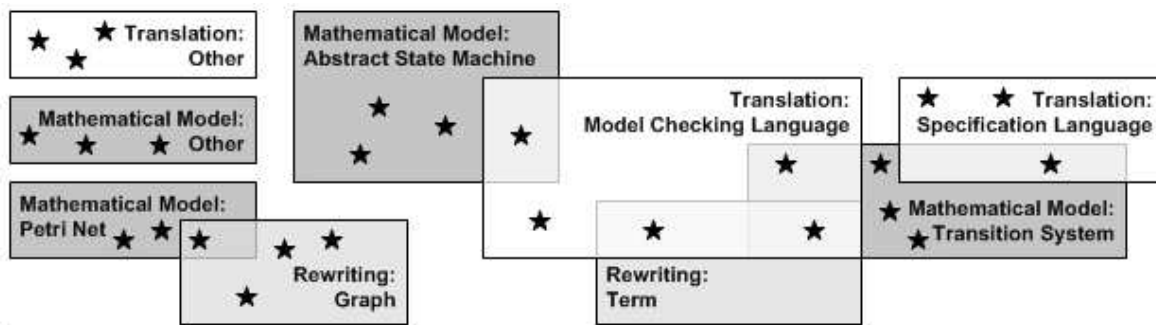 Translation:
Other
Mathematical Model:
Other
Mathematical Model:
Petri Net
Rewriting:
Graph
Mathematical Model:
Abstract State Machine
Translation:
Model Checking Language
Rewriting:
Term
Translation:
Specification Language
Mathematical Model:
Transition System